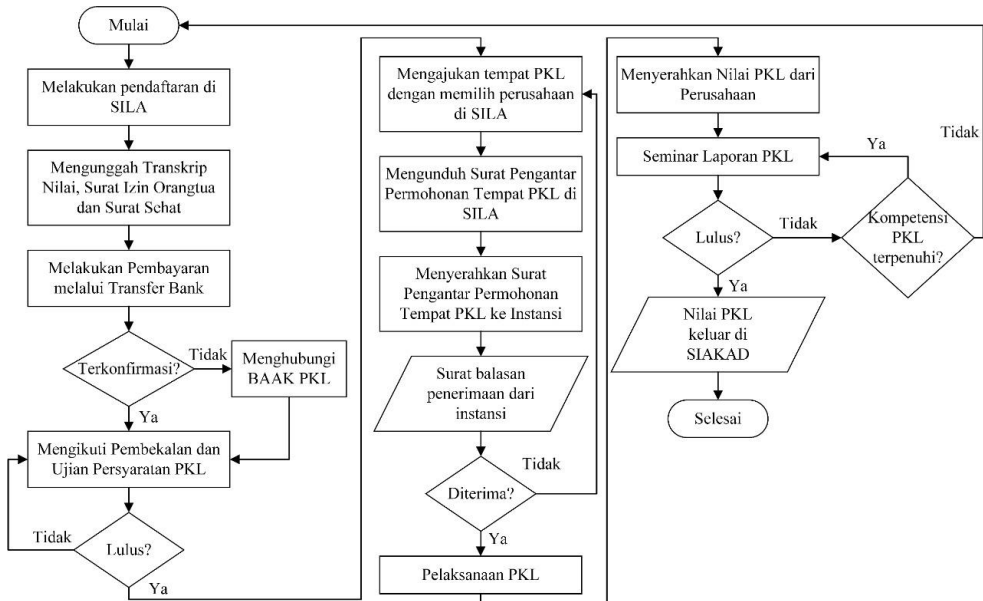 Mulai
Melakukan pendaftaran di
SILA
Mengunggah Transkrip
Nilai, Surat Izin Orangtua
dan Surat Sehat
Melakukan Pembayaran
melalui Transfer Bank
Terkonfirmasi?
Tidak
Menghubungi
BAAK PKL
Ya
Mengikuti Pembekalan dan
Ujian Persyaratan PKL
Tidak
Lulus?
Ya
Mengajukan tempat PKL
dengan memilih perusahaan
di SILA
Mengunduh Surat Pengantar
Permohonan Tempat PKL di
SILA
Menyerahkan Surat
Pengantar Permohonan
Tempat PKL ke Instansi
Surat balasan
penerimaan dari
instansi
Tidak
Diterima?
Ya
Pelaksanaan PKL
Menyerahkan Nilai PKL dari
Perusahaan
Seminar Laporan PKL
Ya
Tidak
Lulus?
Tidak
Kompetensi
PKL
terpenuhi?
Ya
Nilai PKL
keluar di
SIAKAD
Selesai